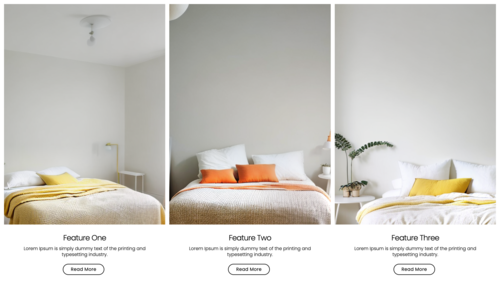 Feature One
Lorem Ipsum is simply dummy text of the printing and
typesetting industry.
Read More
Feature Two
Lorem Ipsum is simply dummy text of the printing and
typesetting industry.
Read More
Feature Three
Lorem Ipsum is simply dummy text of the printing and
typesetting industry.
Read More